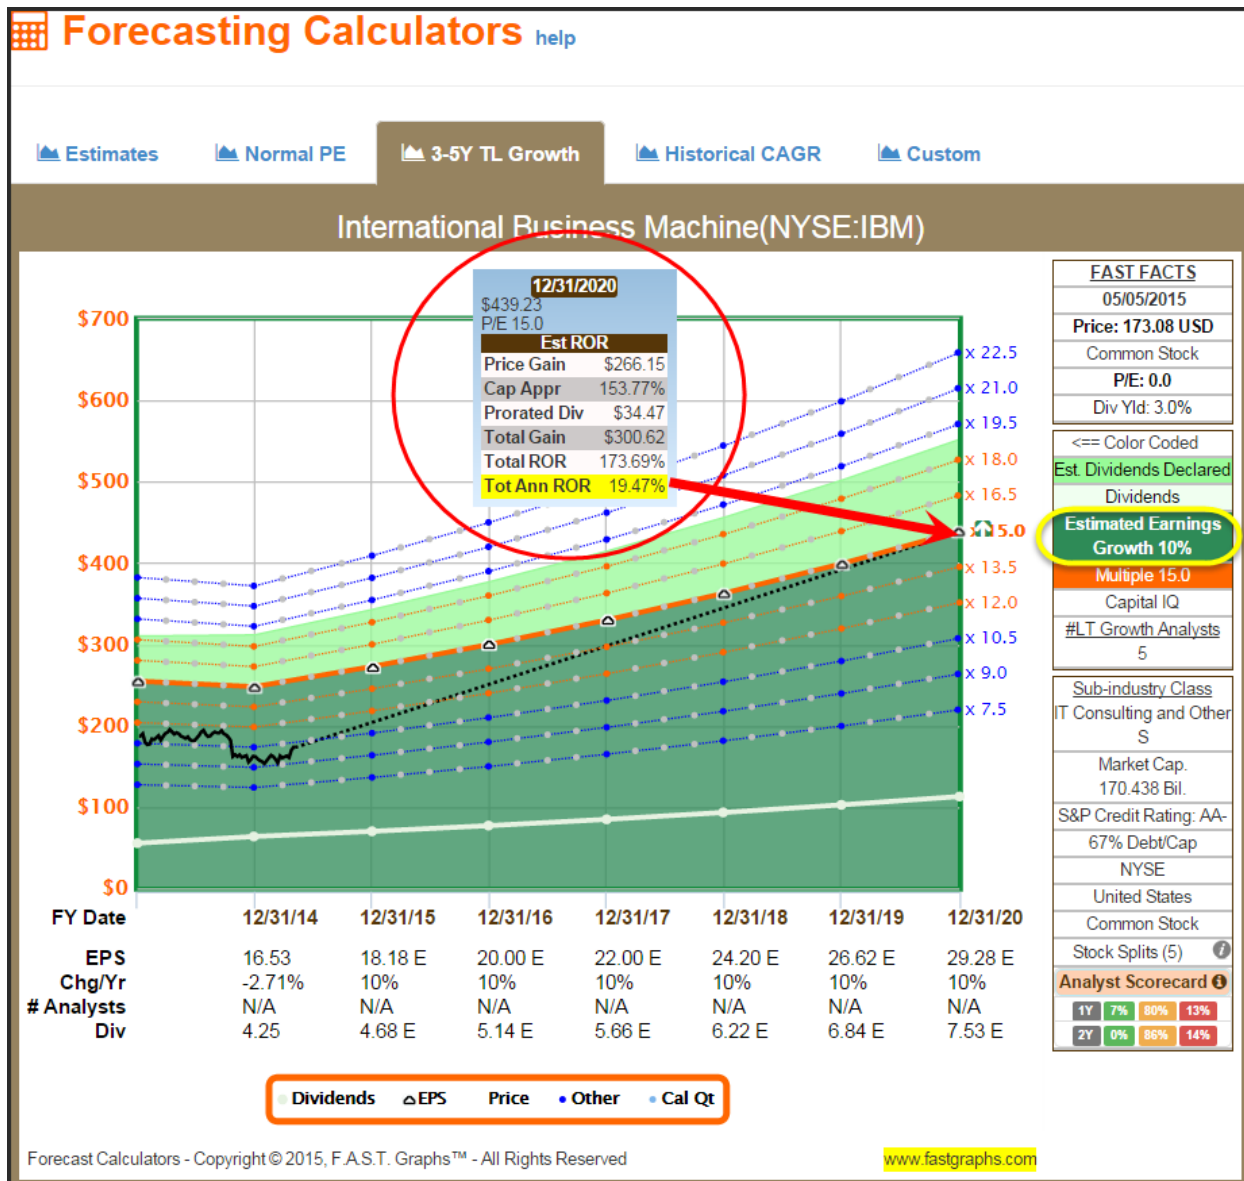 Forecasting Calculators help
Estimates Normal PE 3-5Y TL Growth Historical CAGR Custom
International Business Machine(NYSE:IBM)
12/31/2020
$439.23
P/E 15.0
Est ROR
Price Gain $266.15
Cap Appr 153.77%
Prorated Div $34.47
Total Gain $300.62
Total ROR 173.69%
Tot Ann ROR 19.47%
$700
$600
$500
$400
$300
$200
$100
$0
x 22.5
x 21.0
x 19.5
x 18.0
x 16.5
x 15.0
x 13.5
x 12.0
x 10.5
x 9.0
x 7.5
FY Date 12/31/14 12/31/15 12/31/16 12/31/17 12/31/18 12/31/19 12/31/20
EPS 16.53 18.18 E 20.00 E 22.00 E 24.20 E 26.62 E 29.28 E
Chg/Yr -2.71% 10% 10% 10% 10% 10% 10%
# Analysts N/A N/A N/A N/A N/A N/A N/A
Div 4.25 4.68 E 5.14 E 5.66 E 6.22 E 6.84 E 7.53 E
Dividends EPS Price Other Cal Qt
FAST FACTS
05/05/2015
Price: 173.08 USD
Common Stock
P/E: 0.0
Div Yld: 3.0%
<== Color Coded
Est. Dividends Declared
Dividends
Estimated Earnings
Growth 10%
Multiple 15.0
Capital IQ
#LT Growth Analysts
5
Sub-industry Class
IT Consulting and Other
S
Market Cap.
170.438 Bil.
S&P Credit Rating: AA-
67% Debt/Cap
NYSE
United States
Common Stock
Stock Splits (5) i
Analyst Scorecard
1Y 7% 80% 13%
2Y 0% 86% 14%
Forecast Calculators - Copyright © 2015, F.A.S.T. Graphs™ - All Rights Reserved
www.fastgraphs.com